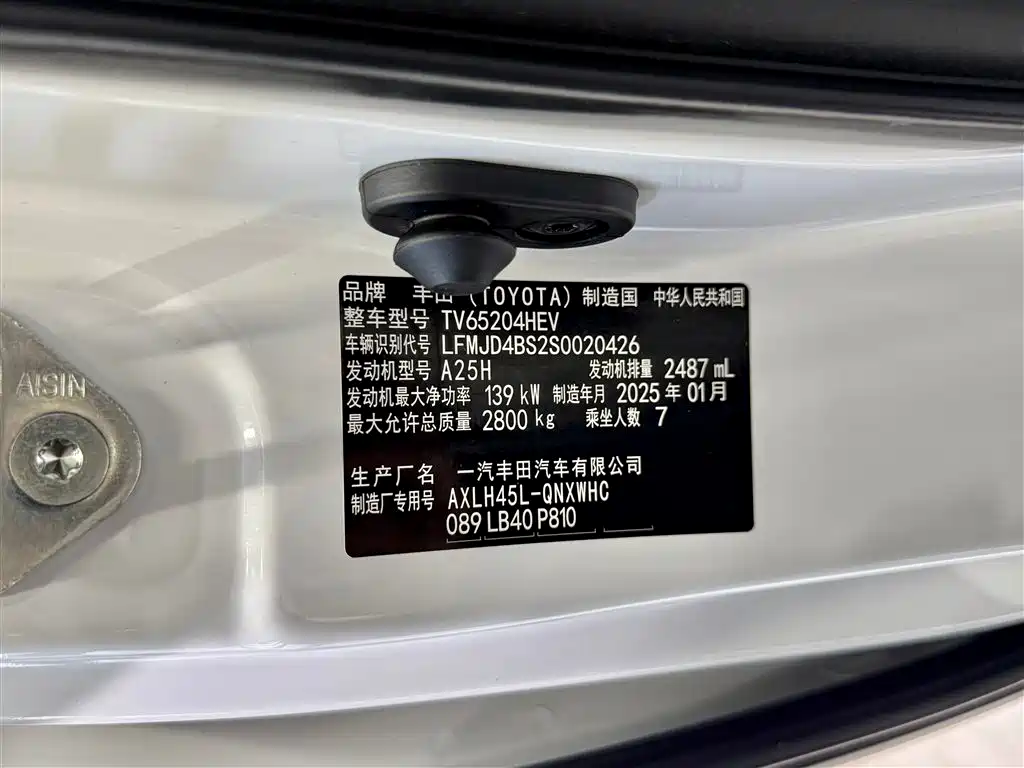 AISIN
品牌 丰田 (TOYOTA) 制造国 中华人民共和国
整车型号 TV65204HEV
车辆识别代号 LFMJD4BS2S0020426
发动机型号 A25H 发动机排量 2487 mL
发动机最大净功率 139 kW 制造年月 2025 年 01 月
最大允许总质量 2800 kg 乘坐人数 7
生产厂名 一汽丰田汽车有限公司
制造厂专用号 AXLH45L-QNXWHC
089 LB40 P810